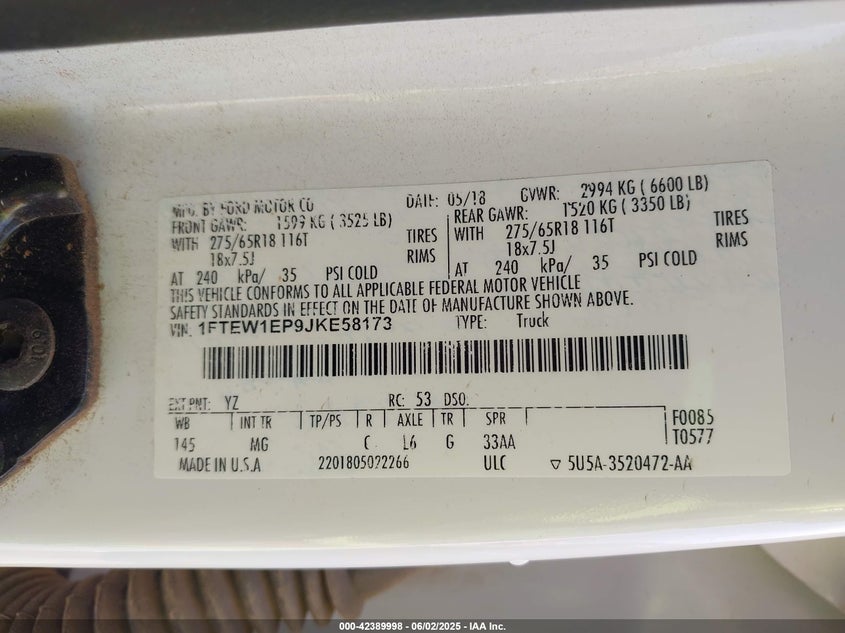 MFD. BY FORD MOTOR CO DATE: 05/18 GVWR: 2994 KG ( 6600 LB)
FRONT GAWR: 1599 KG ( 3525 LB) REAR GAWR: 1520 KG ( 3350 LB)
WITH 275/65R18 116T TIRES WITH 275/65R18 116T TIRES
18x7.5J RIMS 18x7.5J RIMS
AT 240 kPa/ 35 PSI COLD AT 240 kPa/ 35 PSI COLD
THIS VEHICLE CONFORMS TO ALL APPLICABLE FEDERAL MOTOR VEHICLE
SAFETY STANDARDS IN EFFECT ON THE DATE OF MANUFACTURE SHOWN ABOVE.
VIN: 1FTEW1EP9JKE58173 TYPE: Truck
EXT PNT: YZ RC: 53 DSO:
WB INT TR TP/PS R AXLE TR SPR F0085
145 MG C L6 G 33AA T0577
MADE IN U.S.A 2201805092266 ULC ▽ 5U5A-3520472-AA
10.9
000-42389998 - 06/02/2025 - IAA Inc.